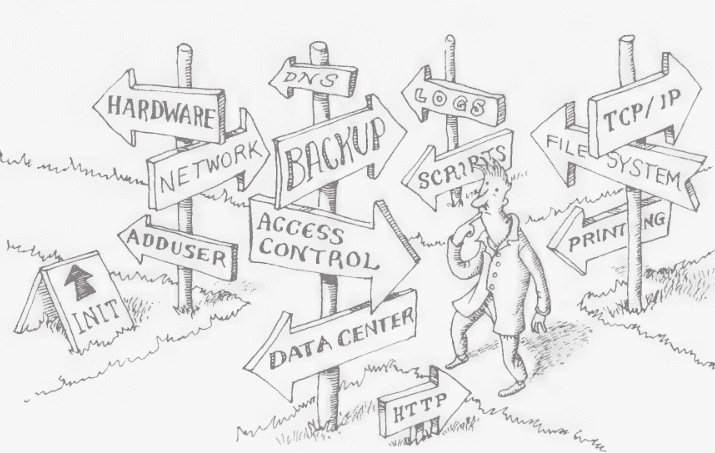 HARDWARE
NETWORK
ADDUSER
INIT
DNS
BACKUP
ACCESS
CONTROL
DATA CENTER
HTTP
LOGS
SCRIPTS
TCP/IP
FILE SYSTEM
PRINTING